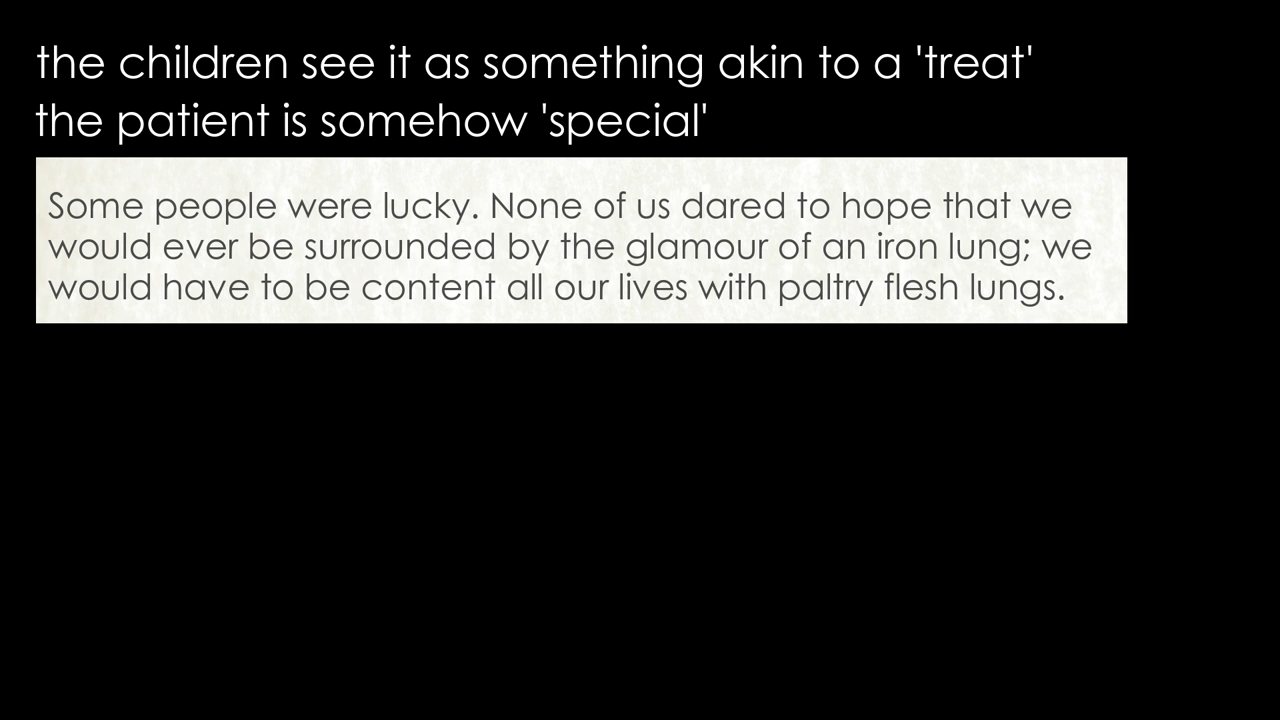 the children see it as something akin to a 'treat'
the patient is somehow 'special'
Some people were lucky. None of us dared to hope that we
would ever be surrounded by the glamour of an iron lung; we
would have to be content all our lives with paltry flesh lungs.